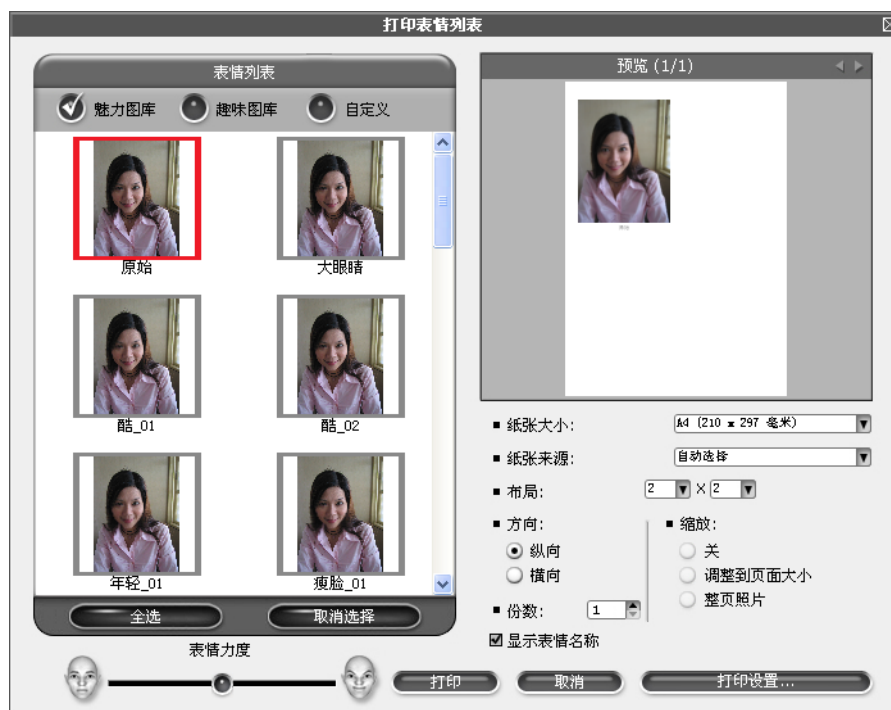 打印表情列表
表情列表
魅力图库 趣味图库 自定义
原始 大眼睛
酷_01 酷_02
年轻_01 瘦脸_01
全选 取消选择
表情力度
预览 (1/1)
原始
纸张大小: A4 (210 x 297 毫米)
纸张来源: 自动选择
布局: 2 X 2
方向: 缩放:
纵向 关
横向 调整到页面大小
整页照片
份数: 1
显示表情名称
打印 取消 打印设置...